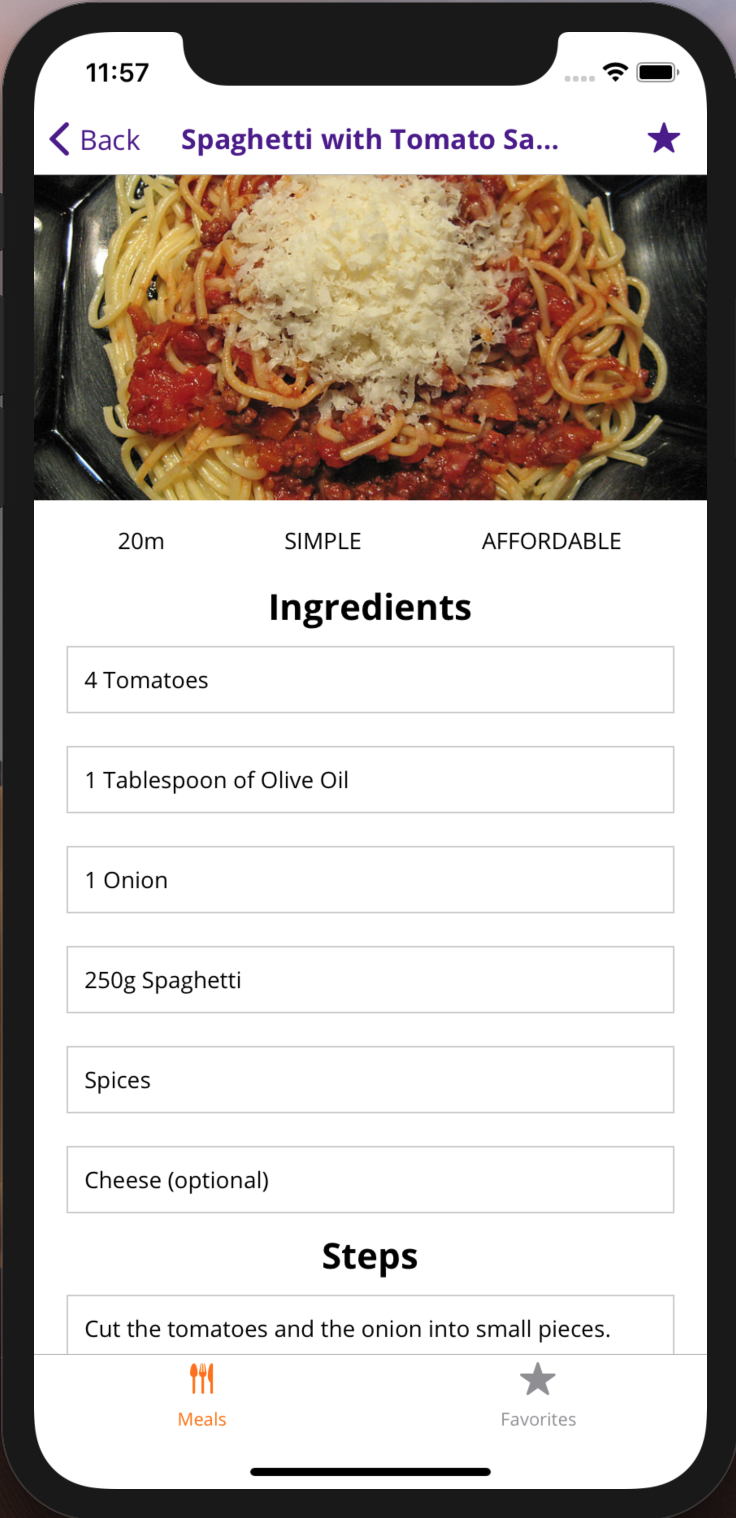 11:57
Back
Spaghetti with Tomato Sa...
20m
SIMPLE
AFFORDABLE
Ingredients
4 Tomatoes
1 Tablespoon of Olive Oil
1 Onion
250g Spaghetti
Spices
Cheese (optional)
Steps
Cut the tomatoes and the onion into small pieces.
Meals
Favorites